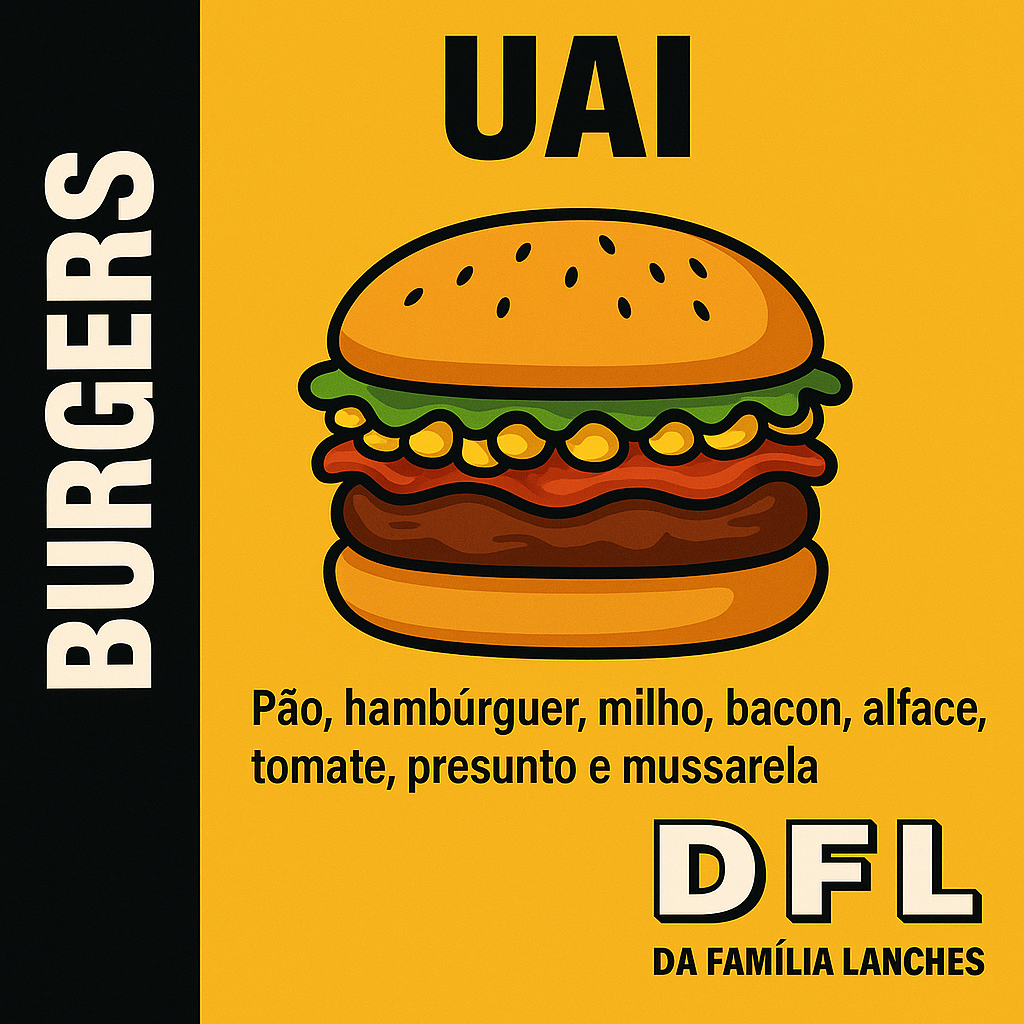 BURGERS
UAI
Pão, hambúrguer, milho, bacon, alface,
tomate, presunto e mussarela
DFL
DA FAMÍLIA LANCHES